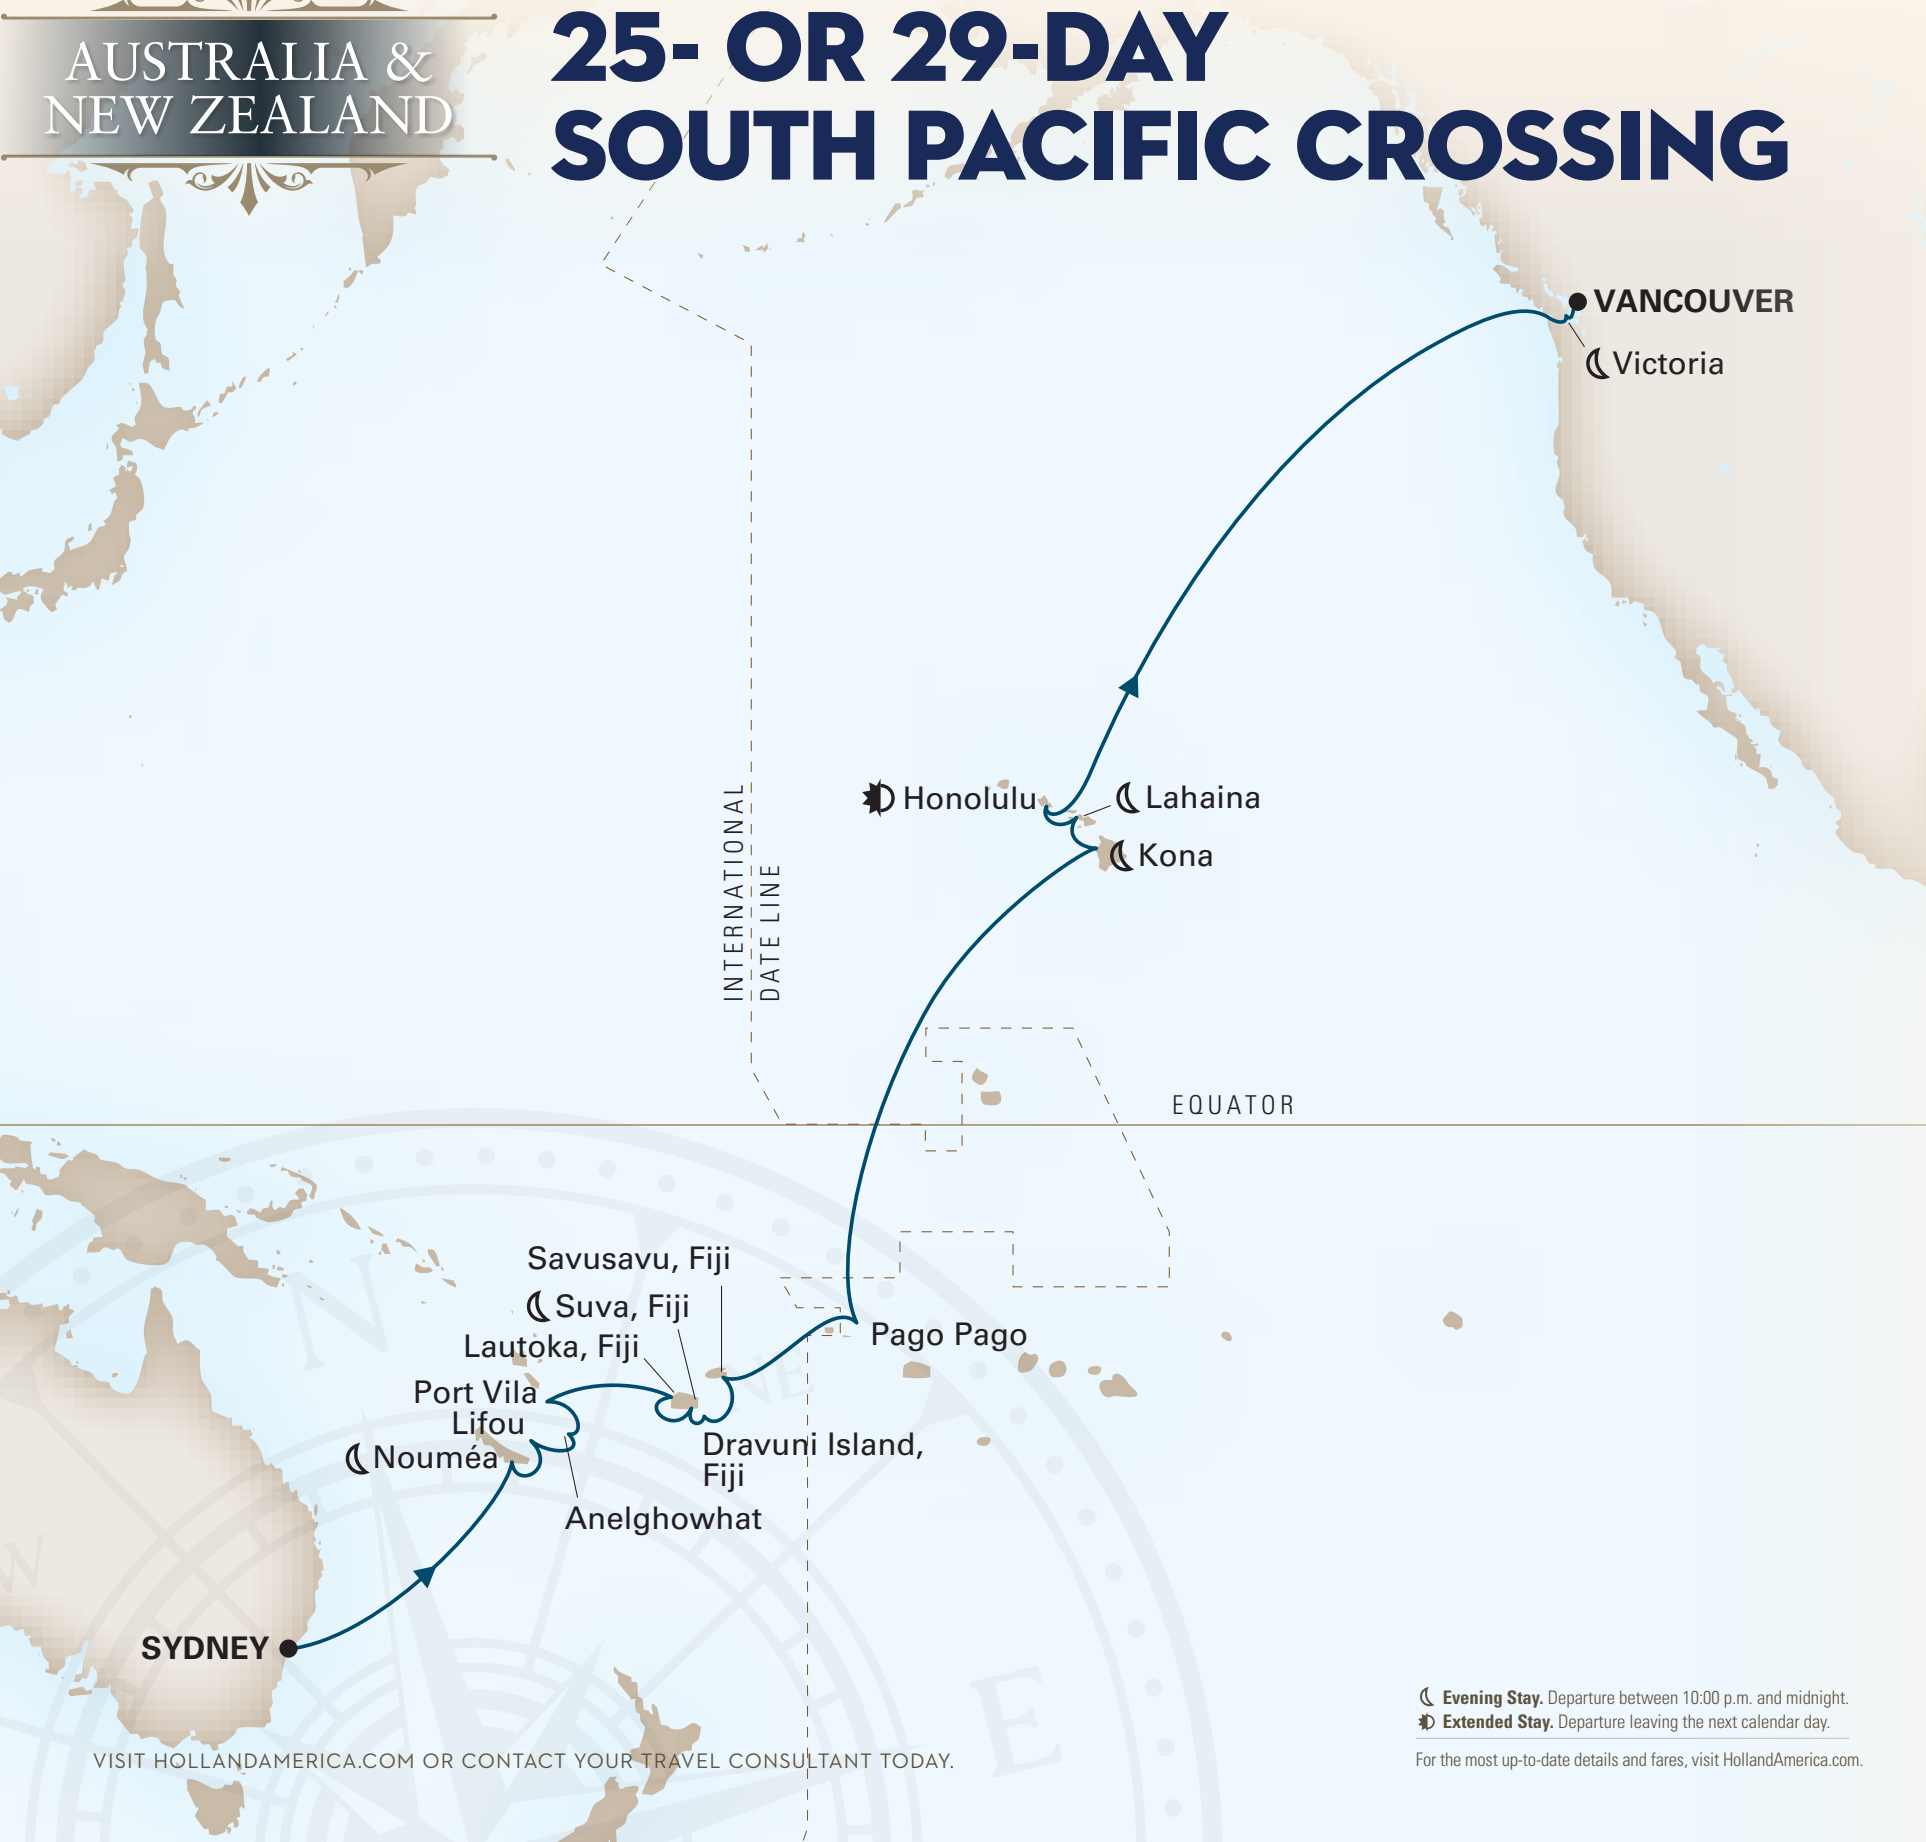 AUSTRALIA &
NEW ZEALAND
25- OR 29-DAY
SOUTH PACIFIC CROSSING
VANCOUVER
Victoria
Honolulu
Lahaina
Kona
INTERNATIONAL
DATE LINE
EQUATOR
Savusavu, Fiji
Suva, Fiji
Lautoka, Fiji
Pago Pago
Port Vila
Lifou
Nouméa
Dravuni Island,
Fiji
Anelghowhat
SYDNEY
N
NE
E
W
Evening Stay. Departure between 10:00 p.m. and midnight.
Extended Stay. Departure leaving the next calendar day.
For the most up-to-date details and fares, visit HollandAmerica.com.
VISIT HOLLANDAMERICA.COM OR CONTACT YOUR TRAVEL CONSULTANT TODAY.